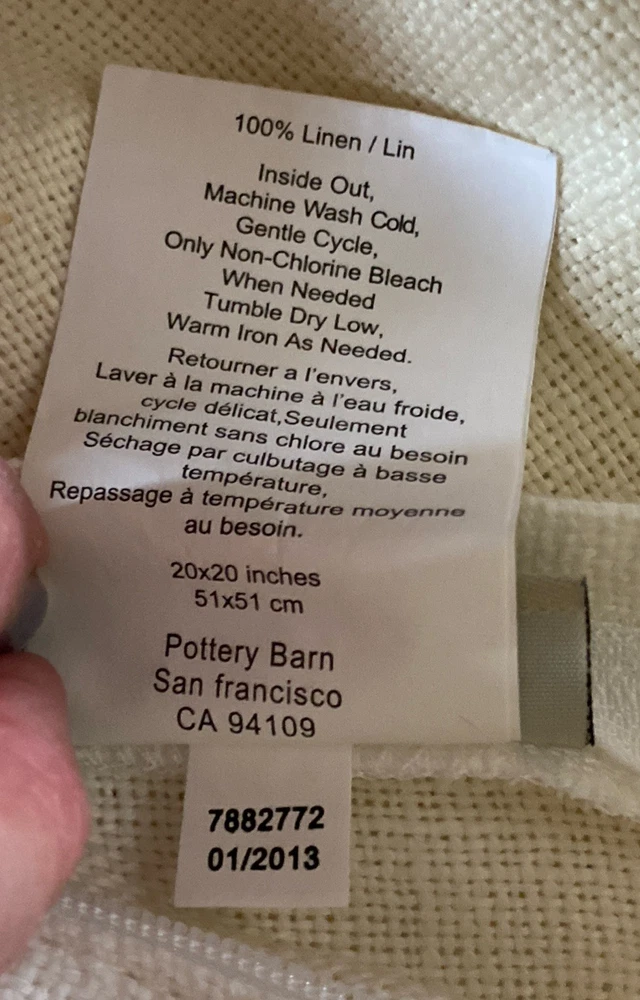 100% Linen / Lin
Inside Out,
Machine Wash Cold,
Gentle Cycle,
Only Non-Chlorine Bleach
When Needed
Tumble Dry Low,
Warm Iron As Needed.
Retourner a l'envers,
Laver à la machine à l'eau froide,
cycle délicat,Seulement
blanchiment sans chlore au besoin
Séchage par culbutage à basse
température,
Repassage à température moyenne
au besoin.
20x20 inches
51x51 cm
Pottery Barn
San francisco
CA 94109
7882772
01/2013